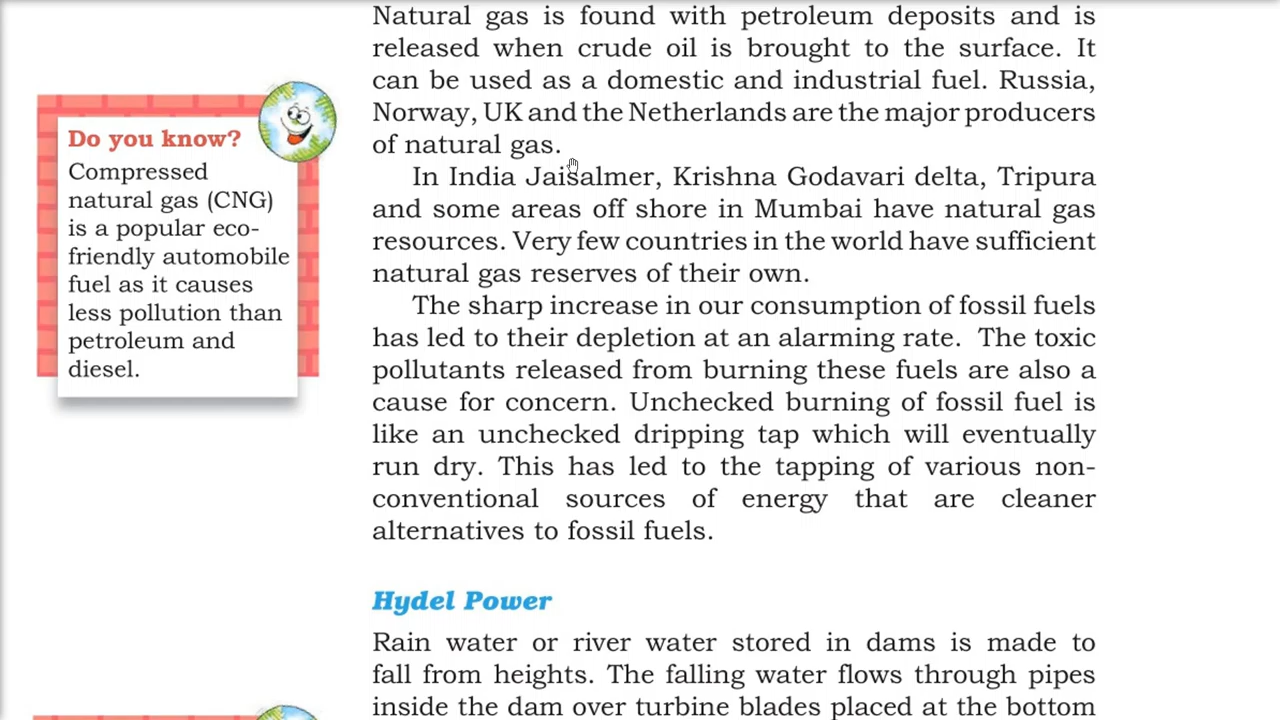 Natural gas is found with petroleum deposits and is
released when crude oil is brought to the surface. It
can be used as a domestic and industrial fuel. Russia,
Norway, UK and the Netherlands are the major producers
of natural gas.
In India Jaisalmer, Krishna Godavari delta, Tripura
and some areas off shore in Mumbai have natural gas
resources. Very few countries in the world have sufficient
natural gas reserves of their own.
The sharp increase in our consumption of fossil fuels
has led to their depletion at an alarming rate. The toxic
pollutants released from burning these fuels are also a
cause for concern. Unchecked burning of fossil fuel is
like an unchecked dripping tap which will eventually
run dry. This has led to the tapping of various non-
conventional sources of energy that are cleaner
alternatives to fossil fuels.
Do you know?
Compressed
natural gas (CNG)
is a popular eco-
friendly automobile
fuel as it causes
less pollution than
petroleum and
diesel.
Hydel Power
Rain water or river water stored in dams is made to
fall from heights. The falling water flows through pipes
inside the dam over turbine blades placed at the bottom